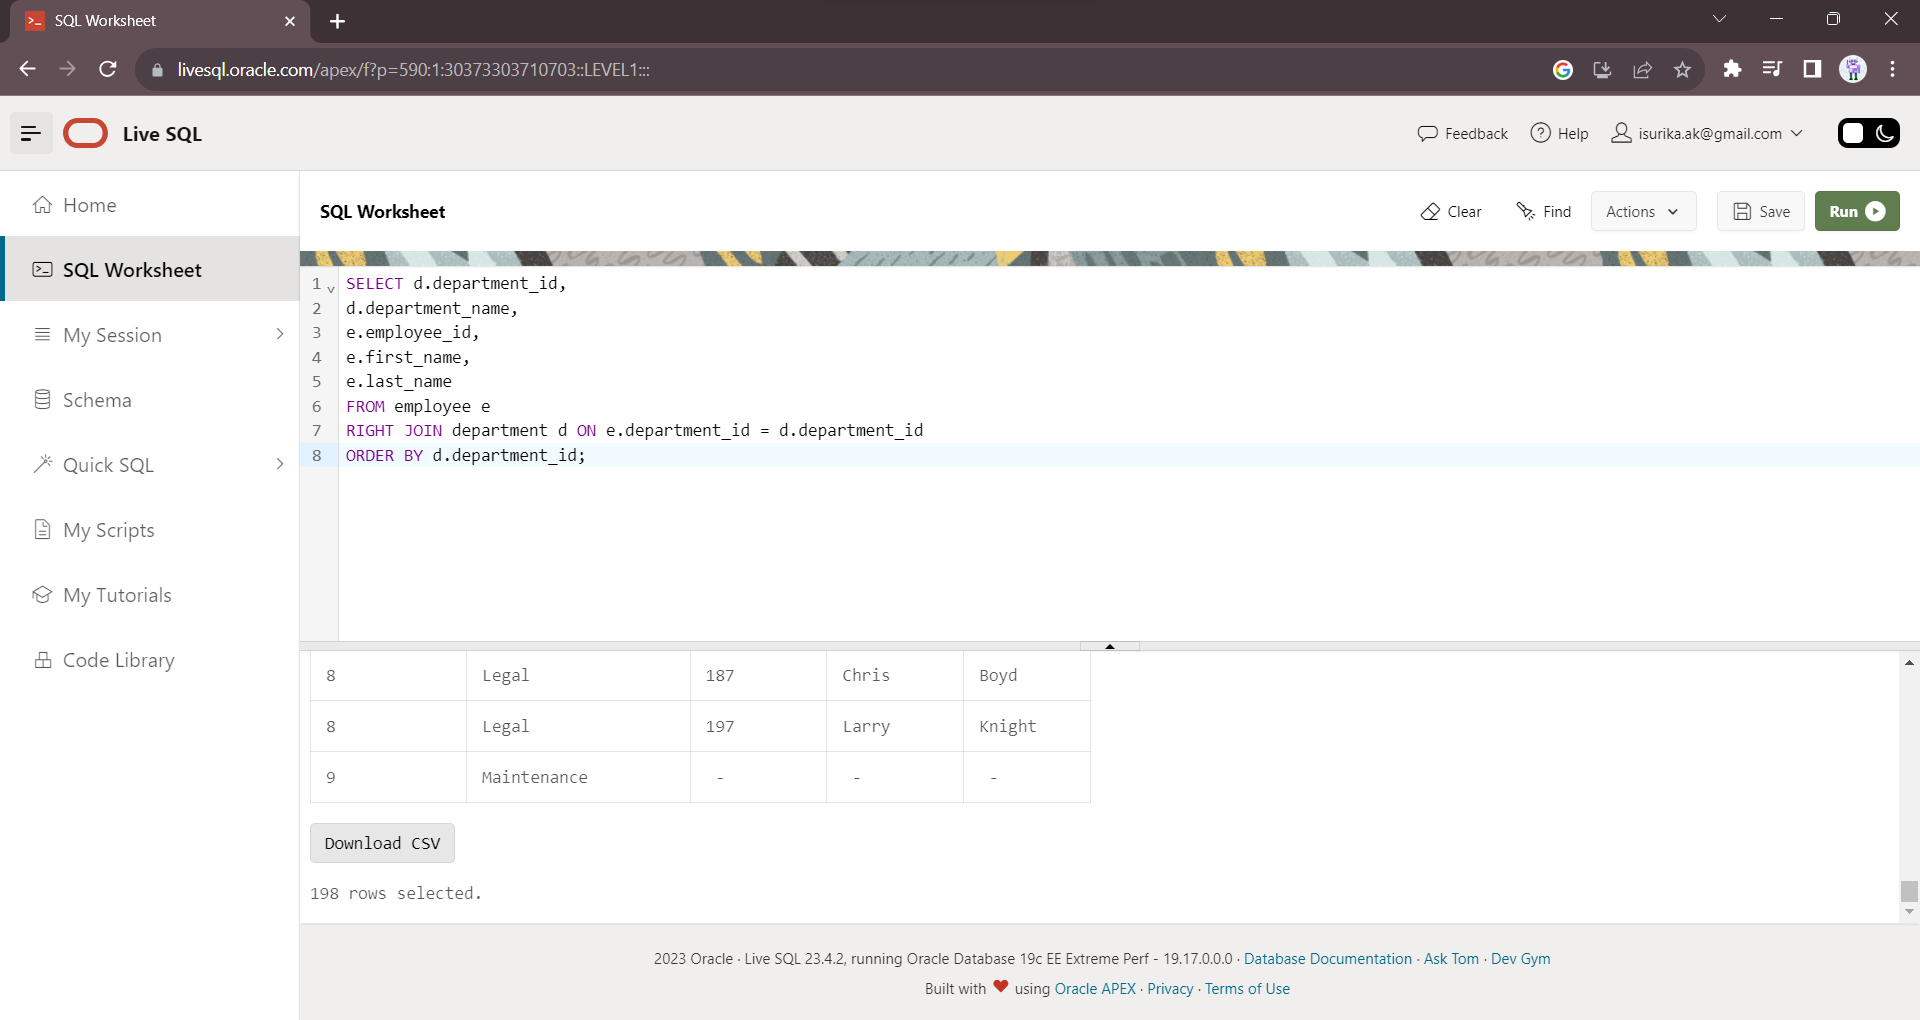 SQL Worksheet
livesql.oracle.com/apex/f?p=590:1:30373303710703::LEVEL1:::
Live SQL
Feedback
Help
isurika.ak@gmail.com
Home
SQL Worksheet
My Session
Schema
Quick SQL
My Scripts
My Tutorials
Code Library
SQL Worksheet
Clear
Find
Actions
Save
Run
1 SELECT d.department_id,
2 d.department_name,
3 e.employee_id,
4 e.first_name,
5 e.last_name
6 FROM employee e
7 RIGHT JOIN department d ON e.department_id = d.department_id
8 ORDER BY d.department_id;
8 Legal 187 Chris Boyd
8 Legal 197 Larry Knight
9 Maintenance - - -
Download CSV
198 rows selected.
2023 Oracle · Live SQL 23.4.2, running Oracle Database 19c EE Extreme Perf - 19.17.0.0.0 · Database Documentation · Ask Tom · Dev Gym
Built with ❤ using Oracle APEX · Privacy · Terms of Use